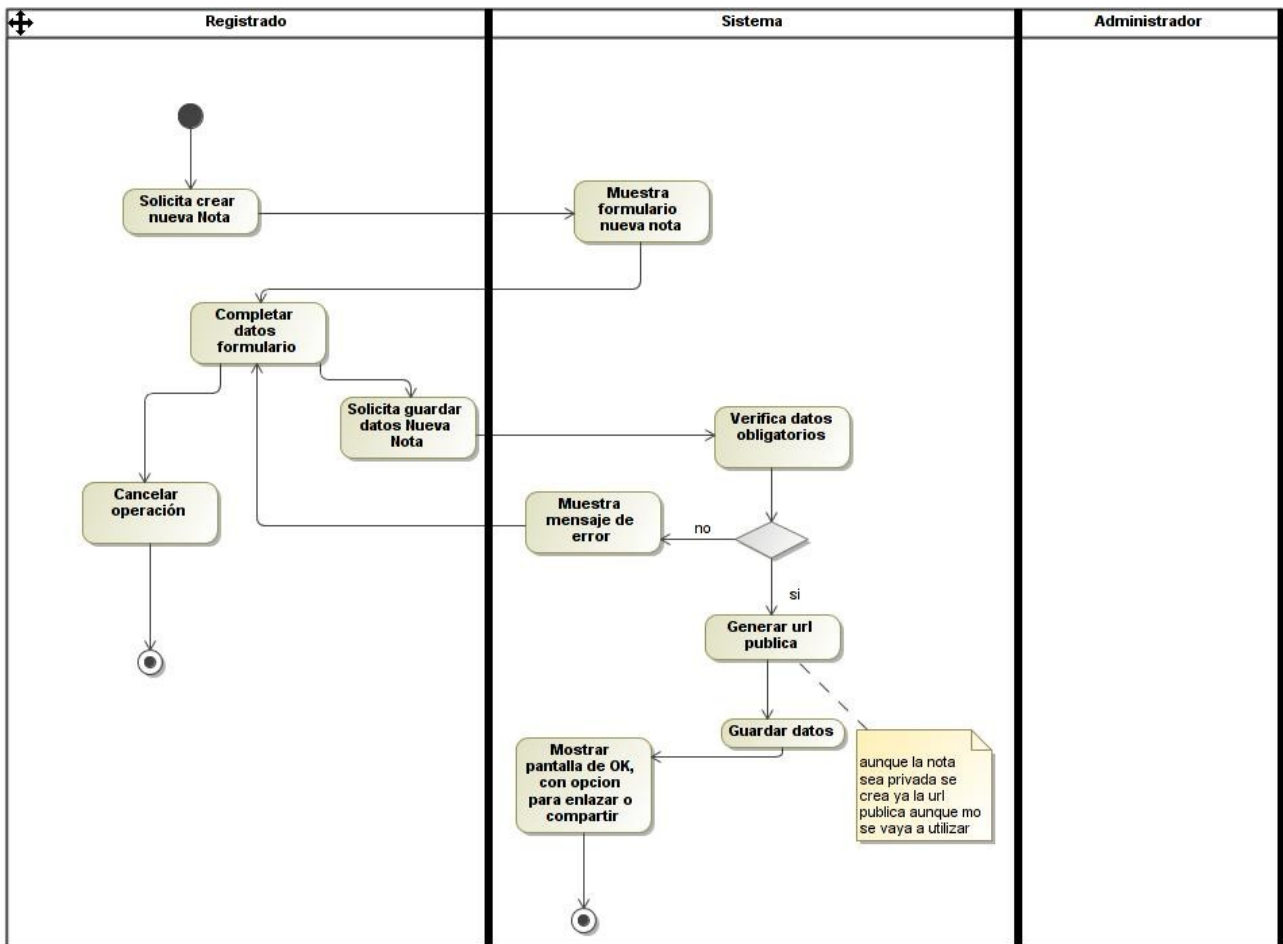 Registrado
Sistema
Administrador
Solicita crear
nueva Nota
Muestra
formulario
nueva nota
Completar
datos
formulario
Solicita guardar
datos Nueva
Nota
Verifica datos
obligatorios
Cancelar
operación
Muestra
mensaje de
error
no
si
Generar url
publica
Guardar datos
Mostrar
pantalla de OK,
con opcion
para enlazar o
compartir
aunque la nota
sea privada se
crea ya la url
publica aunque mo
se vaya a utilizar